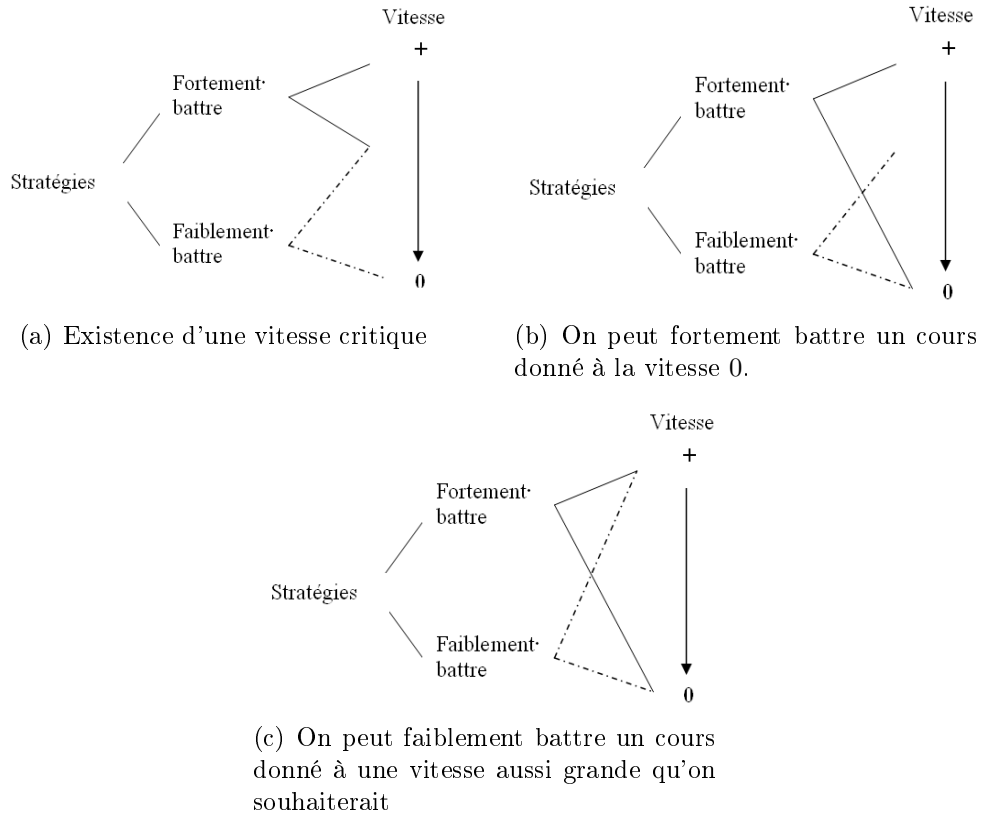 Vitesse
+
Fortement·
battre
Stratégies
Faiblement·
battre
0
(a) Existence d'une vitesse critique
Vitesse
+
Fortement·
battre
Stratégies
Faiblement·
battre
0
(b) On peut fortement battre un cours
donné à la vitesse 0.
Vitesse
+
Fortement·
battre
Stratégies
Faiblement·
battre
0
(c) On peut faiblement battre un cours
donné à une vitesse aussi grande qu'on
souhaiterait